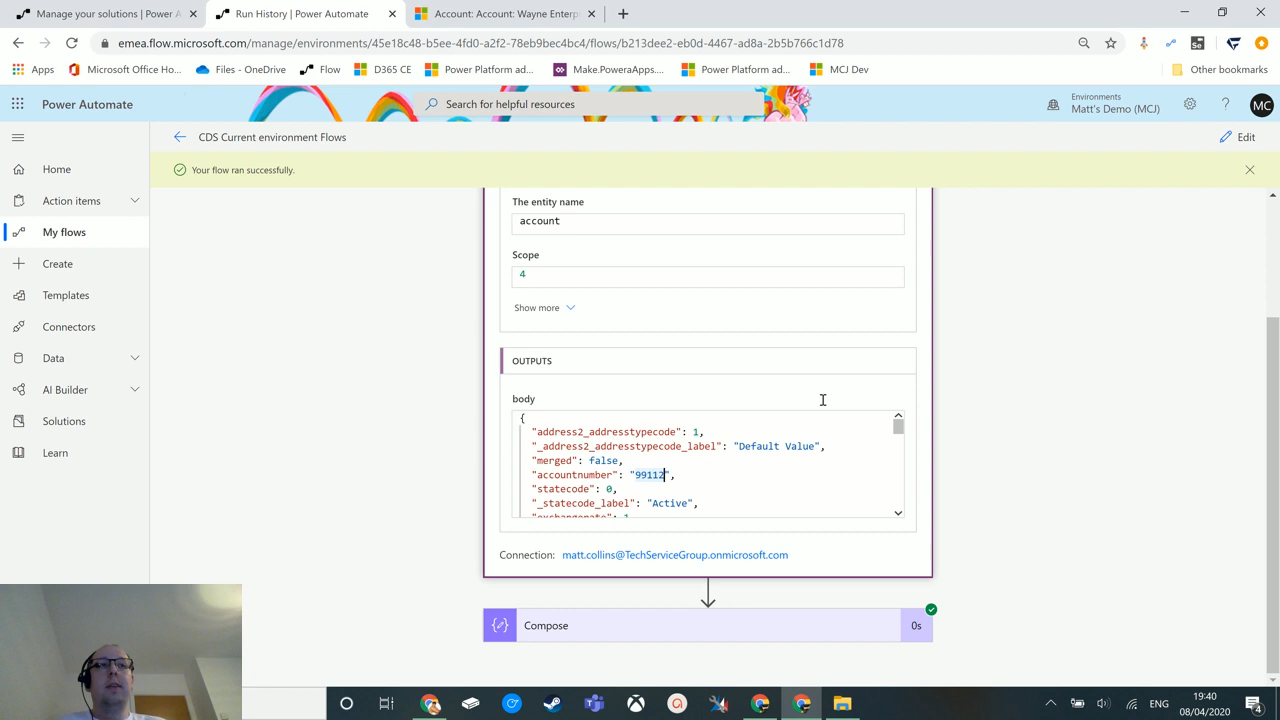 Manage your solutions | Power A
Run History | Power Automate
Account: Account: Wayne Enterp
emea.flow.microsoft.com/manage/environments/45e18c48-b5ee-4fd0-a2f2-78eb9bec4bc4/flows/b213dee2-eb0d-4467-ad8a-2b5b766c1d78
Apps
Microsoft Office Ho...
Files - OneDrive
Flow
D365 CE
Power Platform ad...
Make.PoweraApps....
Power Platform ad...
MCJ Dev
Other bookmarks
Power Automate
Search for helpful resources
Environments
Matt's Demo (MCJ)
MC
CDS Current environment Flows
Edit
Your flow ran successfully.
Home
Action items
My flows
Create
Templates
Connectors
Data
AI Builder
Solutions
Learn
The entity name
account
Scope
4
Show more
OUTPUTS
body
{
"address2_addresstypecode": 1,
"_address2_addresstypecode_label": "Default Value",
"merged": false,
"accountnumber": "99112",
"statecode": 0,
"_statecode_label": "Active",
"exchangerate": 1
Connection: matt.collins@TechServiceGroup.onmicrosoft.com
Compose
0s
ENG
19:40
08/04/2020
4